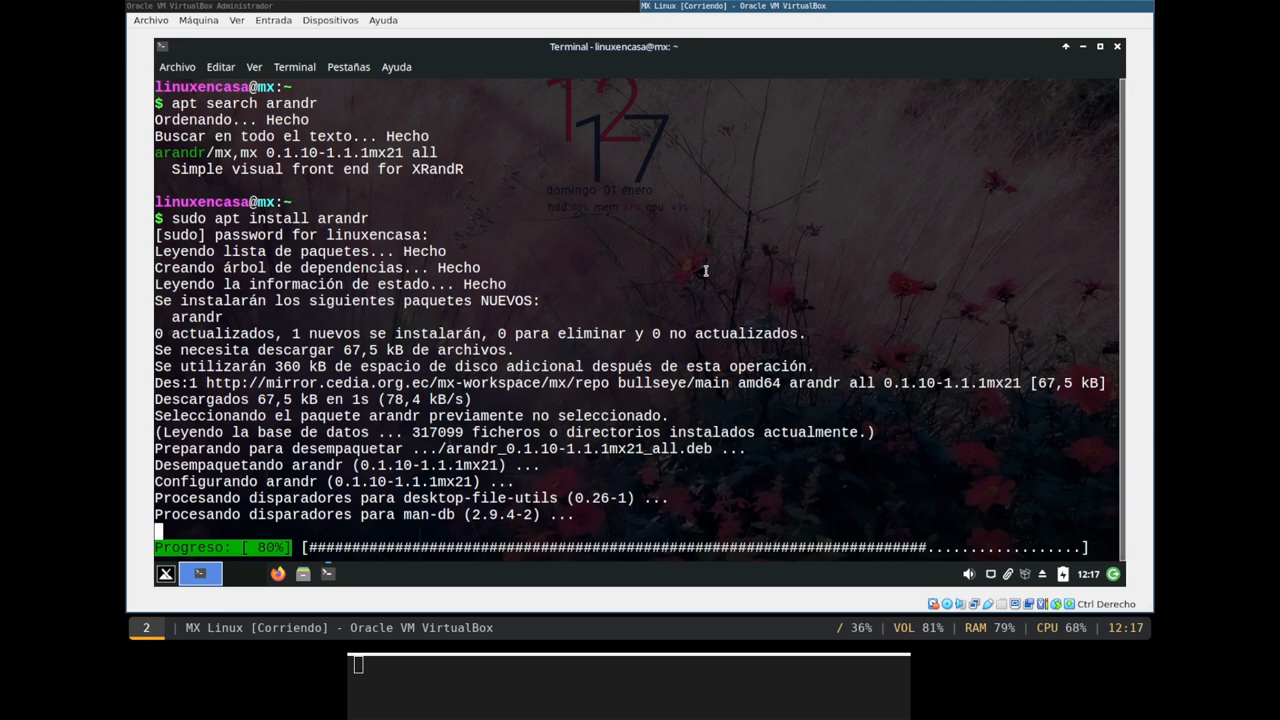 Oracle VM VirtualBox Administrador
MX Linux [Corriendo] - Oracle VM VirtualBox
Archivo Máquina Ver Entrada Dispositivos Ayuda
Terminal - linuxencasa@mx: ~
Archivo Editar Ver Terminal Pestañas Ayuda
linuxencasa@mx:~
$ apt search arandr
Ordenando... Hecho
Buscar en todo el texto... Hecho
arandr/mx,mx 0.1.10-1.1.1mx21 all
Simple visual front end for XRandR
12
17
domingo 01 enero
hdd mem cpu 49%
linuxencasa@mx:~
$ sudo apt install arandr
[sudo] password for linuxencasa:
Leyendo lista de paquetes... Hecho
Creando árbol de dependencias... Hecho
Leyendo la información de estado... Hecho
Se instalarán los siguientes paquetes NUEVOS:
arandr
0 actualizados, 1 nuevos se instalarán, 0 para eliminar y 0 no actualizados.
Se necesita descargar 67,5 kB de archivos.
Se utilizarán 360 kB de espacio de disco adicional después de esta operación.
Des:1 http://mirror.cedia.org.ec/mx-workspace/mx/repo bullseye/main amd64 arandr all 0.1.10-1.1.1mx21 [67,5 kB]
Descargados 67,5 kB en 1s (78,4 kB/s)
Seleccionando el paquete arandr previamente no seleccionado.
(Leyendo la base de datos ... 317099 ficheros o directorios instalados actualmente.)
Preparando para desempaquetar .../arandr_0.1.10-1.1.1mx21_all.deb ...
Desempaquetando arandr (0.1.10-1.1.1mx21) ...
Configurando arandr (0.1.10-1.1.1mx21) ...
Procesando disparadores para desktop-file-utils (0.26-1) ...
Procesando disparadores para man-db (2.9.4-2) ...
Progreso: [ 80%] [########################################################################..................]
12:17
Ctrl Derecho
2 | MX Linux [Corriendo] - Oracle VM VirtualBox / 36% | VOL 81% | RAM 79% | CPU 68% | 12:17